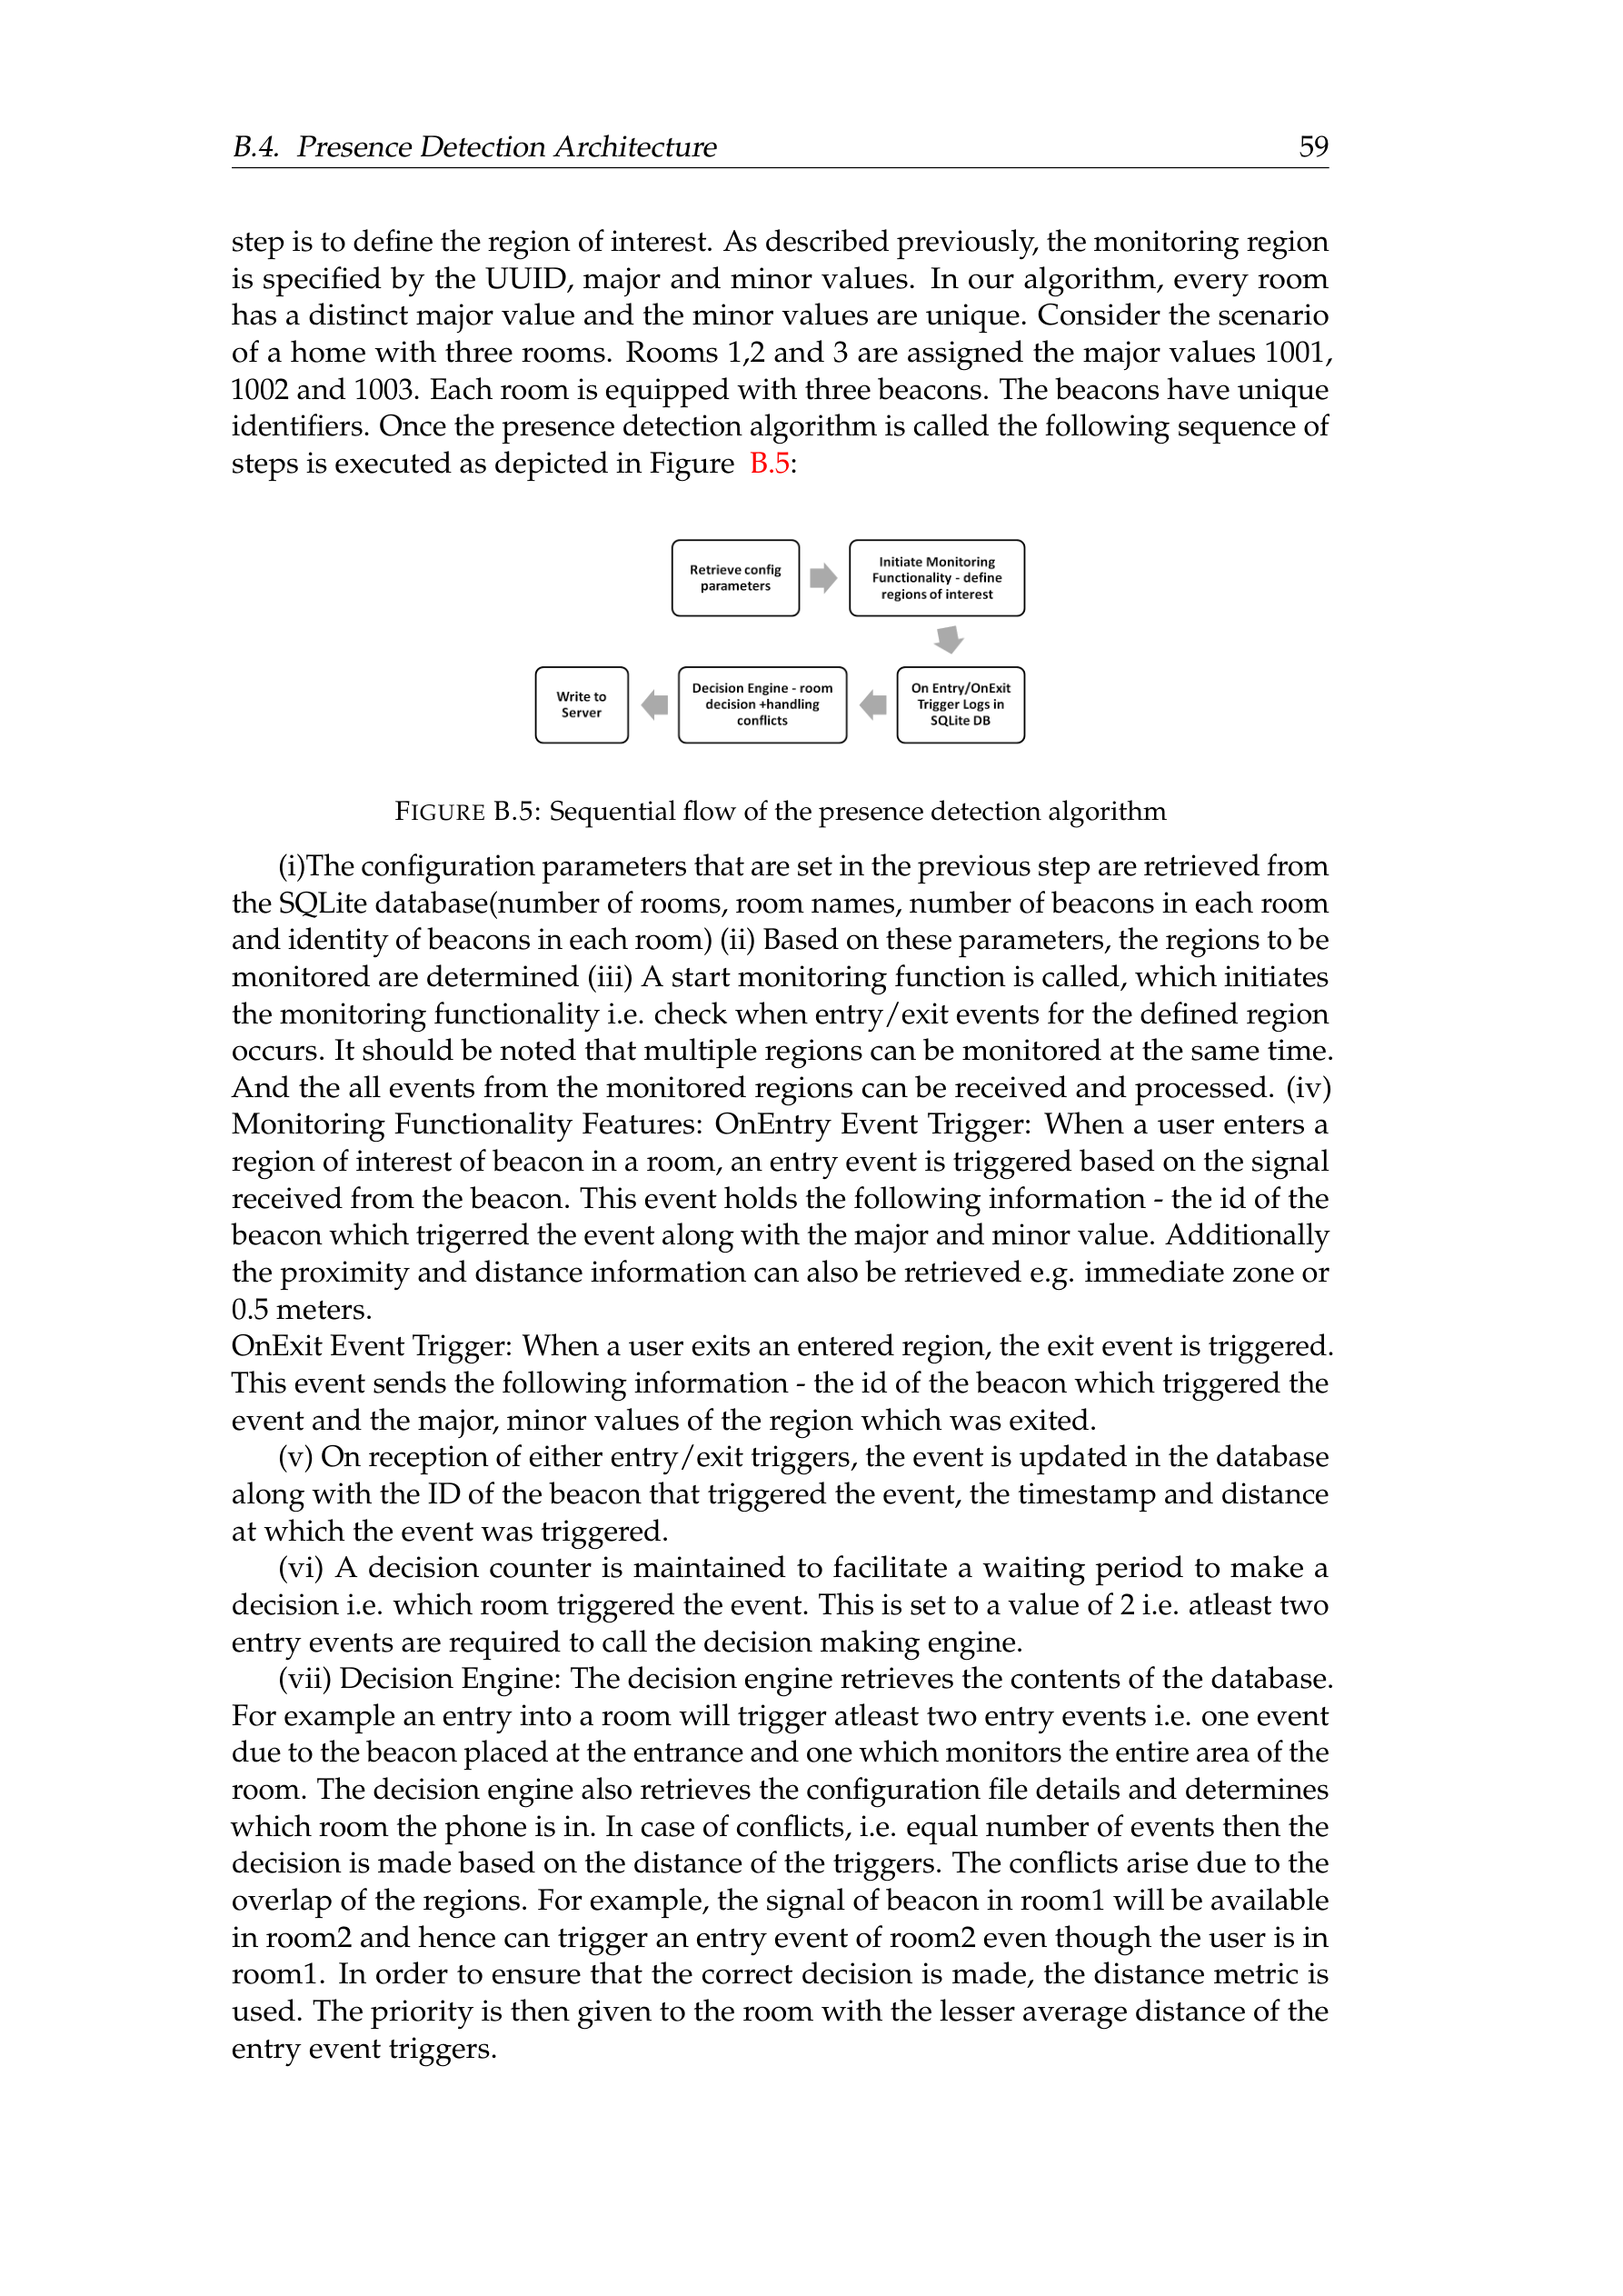 B.4. Presence Detection Architecture 59
step is to define the region of interest. As described previously, the monitoring region
is specified by the UUID, major and minor values. In our algorithm, every room
has a distinct major value and the minor values are unique. Consider the scenario
of a home with three rooms. Rooms 1,2 and 3 are assigned the major values 1001,
1002 and 1003. Each room is equipped with three beacons. The beacons have unique
identifiers. Once the presence detection algorithm is called the following sequence of
steps is executed as depicted in Figure B.5:
Retrieve config
parameters
Initiate Monitoring
Functionality - define
regions of interest
On Entry/OnExit
Trigger Logs in
SQLite DB
Decision Engine - room
decision +handling
conflicts
Write to
Server
FIGURE B.5: Sequential flow of the presence detection algorithm
(i)The configuration parameters that are set in the previous step are retrieved from
the SQLite database(number of rooms, room names, number of beacons in each room
and identity of beacons in each room) (ii) Based on these parameters, the regions to be
monitored are determined (iii) A start monitoring function is called, which initiates
the monitoring functionality i.e. check when entry/exit events for the defined region
occurs. It should be noted that multiple regions can be monitored at the same time.
And the all events from the monitored regions can be received and processed. (iv)
Monitoring Functionality Features: OnEntry Event Trigger: When a user enters a
region of interest of beacon in a room, an entry event is triggered based on the signal
received from the beacon. This event holds the following information - the id of the
beacon which trigerred the event along with the major and minor value. Additionally
the proximity and distance information can also be retrieved e.g. immediate zone or
0.5 meters.
OnExit Event Trigger: When a user exits an entered region, the exit event is triggered.
This event sends the following information - the id of the beacon which triggered the
event and the major, minor values of the region which was exited.
(v) On reception of either entry/exit triggers, the event is updated in the database
along with the ID of the beacon that triggered the event, the timestamp and distance
at which the event was triggered.
(vi) A decision counter is maintained to facilitate a waiting period to make a
decision i.e. which room triggered the event. This is set to a value of 2 i.e. atleast two
entry events are required to call the decision making engine.
(vii) Decision Engine: The decision engine retrieves the contents of the database.
For example an entry into a room will trigger atleast two entry events i.e. one event
due to the beacon placed at the entrance and one which monitors the entire area of the
room. The decision engine also retrieves the configuration file details and determines
which room the phone is in. In case of conflicts, i.e. equal number of events then the
decision is made based on the distance of the triggers. The conflicts arise due to the
overlap of the regions. For example, the signal of beacon in room1 will be available
in room2 and hence can trigger an entry event of room2 even though the user is in
room1. In order to ensure that the correct decision is made, the distance metric is
used. The priority is then given to the room with the lesser average distance of the
entry event triggers.